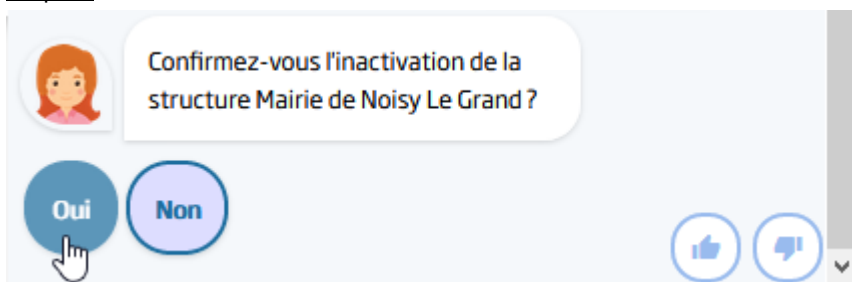 Confirmez-vous l'inactivation de la
structure Mairie de Noisy Le Grand ?
Oui
Non